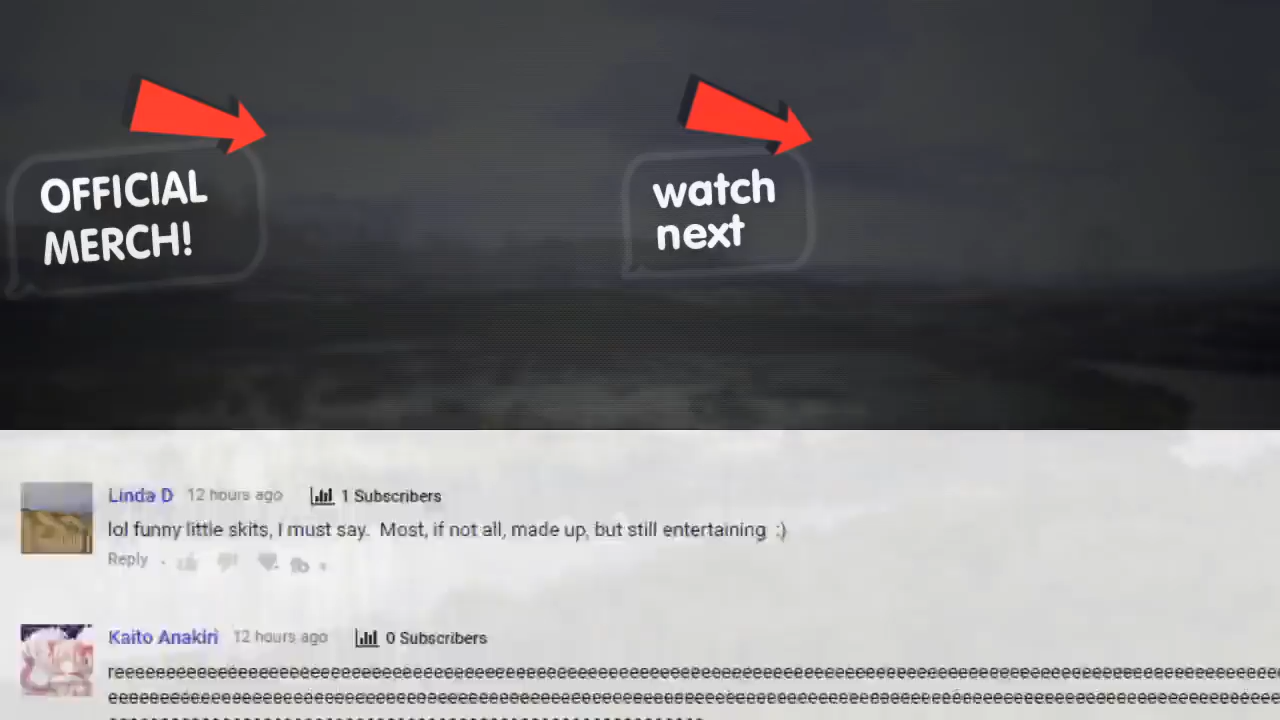 OFFICIAL
MERCH!
watch
next
Linda D 12 hours ago 1 Subscribers
lol funny little skits, I must say. Most, if not all, made up, but still entertaining :)
Reply
Kaito Anakiri 12 hours ago 0 Subscribers